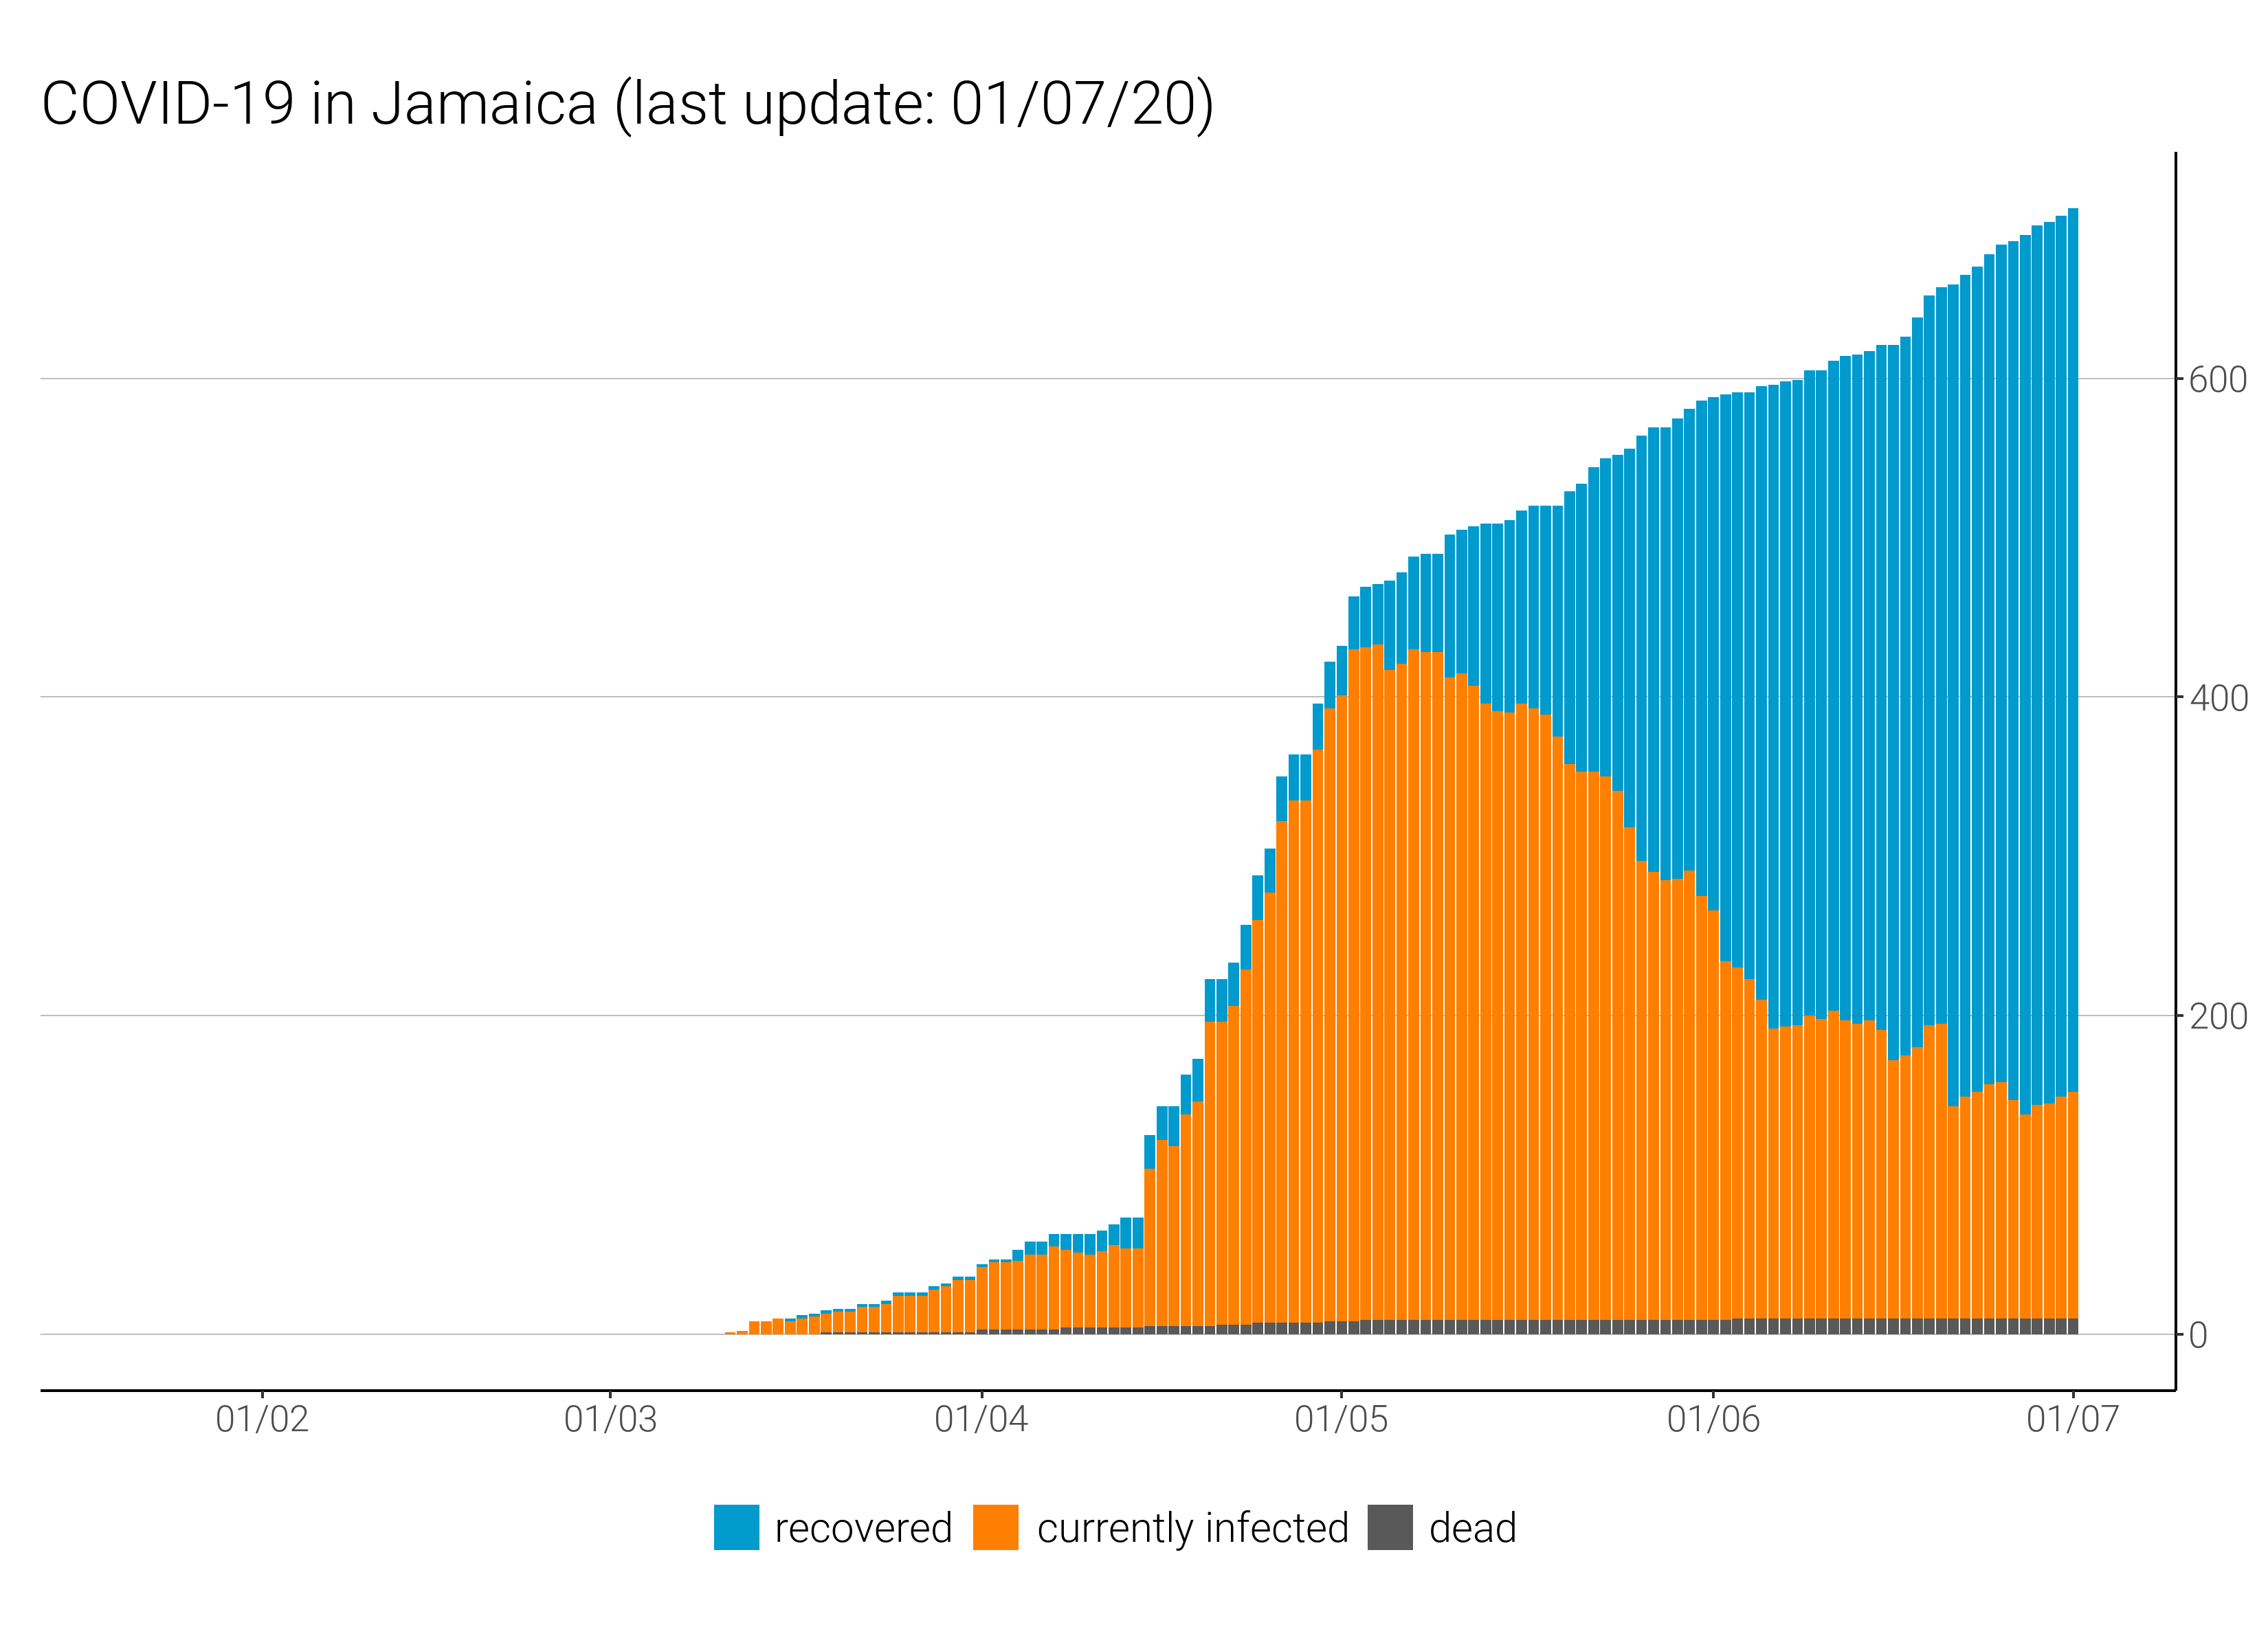 COVID-19 in Jamaica (last update: 01/07/20)
600
400
200
0
01/02 01/03 01/04 01/05 01/06 01/07
recovered currently infected dead